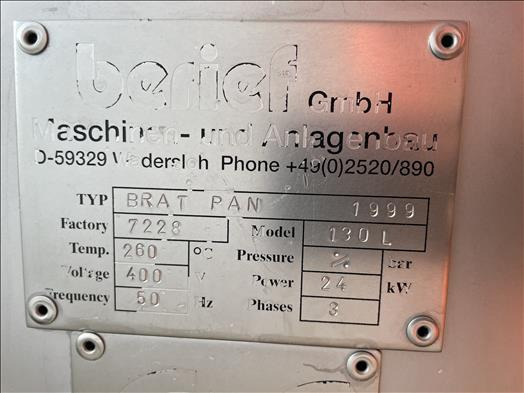 berief GmbH
Maschinen- und Anlagenbau
D-59329 Wadersloh Phone +49(0)2520/890
TYP BRAT PAN 1999
Factory 7228 Model 130 L
Temp. 260 °C Pressure ⁒ bar
Voltage 400 V Power 24 kW
Frequency 50 Hz Phases 3